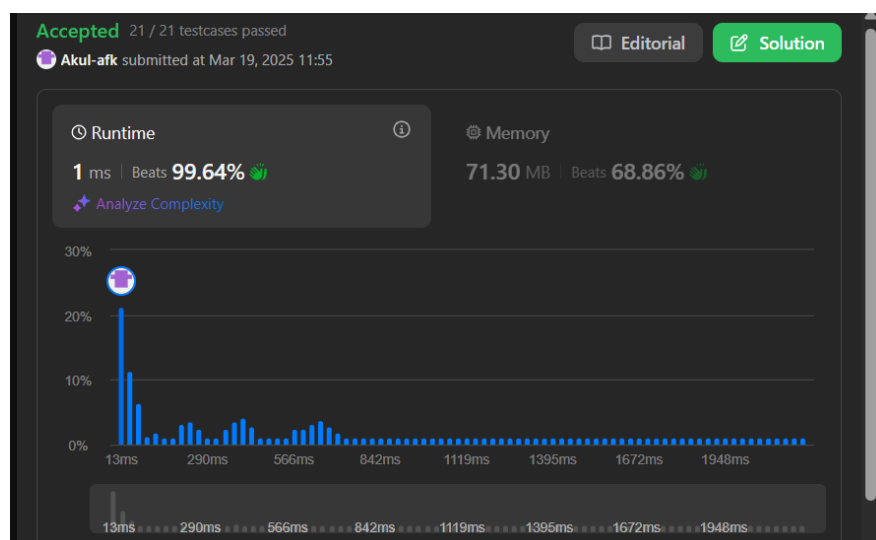 Accepted 21 / 21 testcases passed
Editorial
Solution
Akul-afk submitted at Mar 19, 2025 11:55
Runtime
1 ms | Beats 99.64%
Analyze Complexity
Memory
71.30 MB | Beats 68.86%
30%
20%
10%
0%
13ms 290ms 566ms 842ms 1119ms 1395ms 1672ms 1948ms
13ms 290ms 566ms 842ms 1119ms 1395ms 1672ms 1948ms